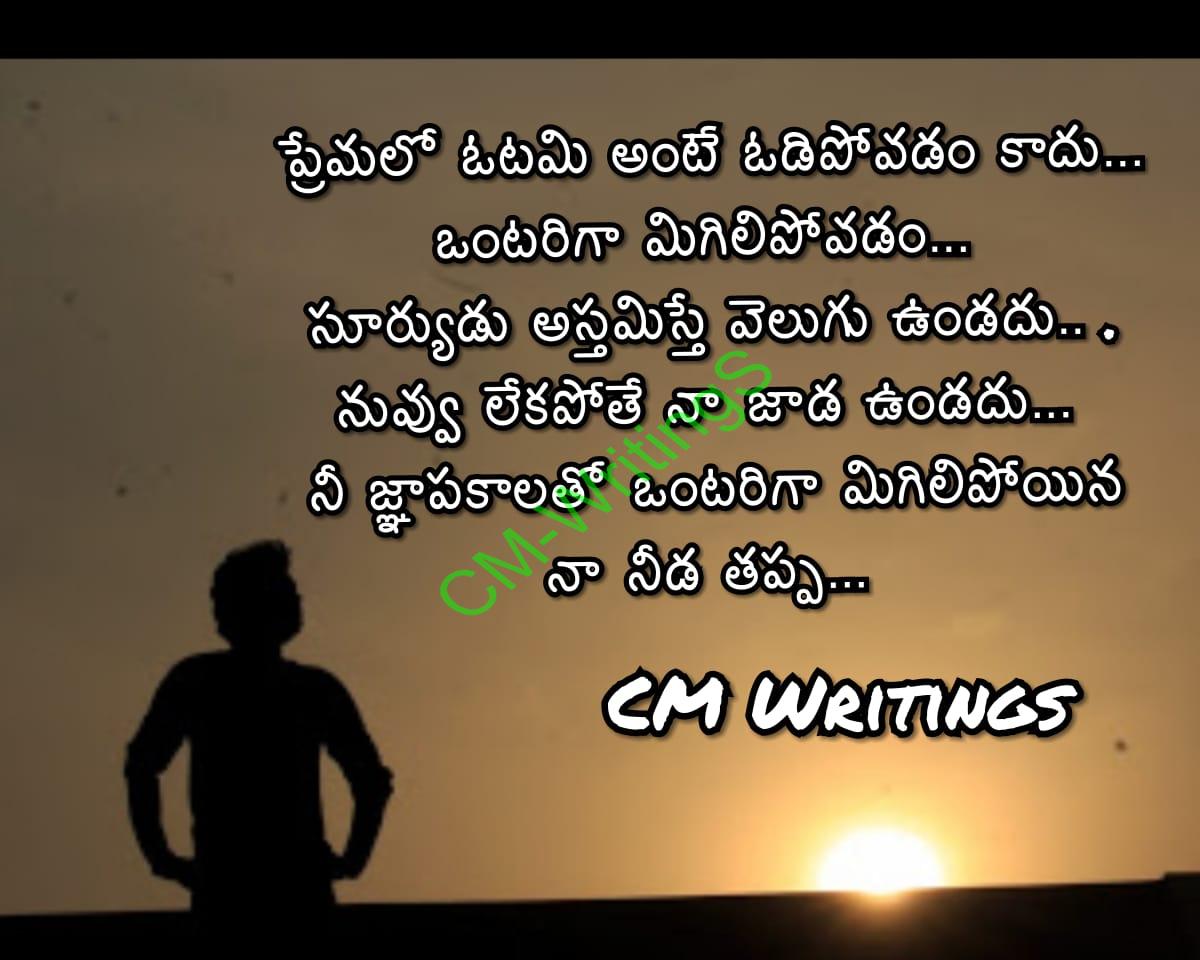 ప్రేమలో ఓటమి అంటే ఓడిపోవడం కాదు...
ఒంటరిగా మిగిలిపోవడం...
సూర్యుడు అస్తమిస్తే వెలుగు ఉండదు.. .
నువ్వు లేకపోతే నా జాడ ఉండదు...
నీ జ్ఞాపకాలతో ఒంటరిగా మిగిలిపోయిన
నా నీడ తప్ప...
CM-WritingS
CM WRITINGS